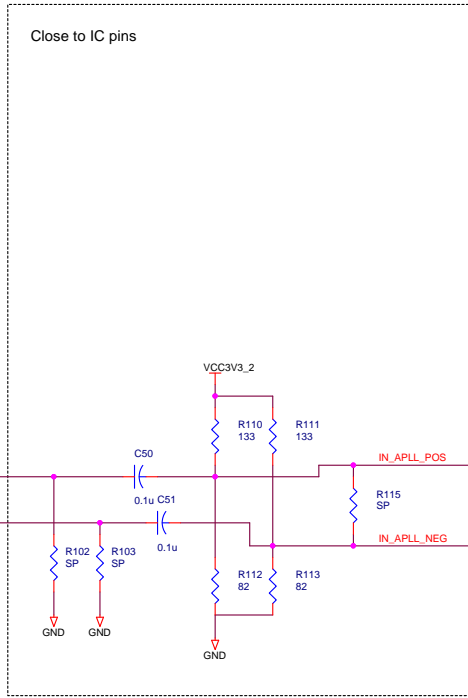 Close to IC pins
VCC3V3_2
R110
133
R111
133
C50
0.1u
C51
0.1u
IN_APLL_POS
R115
SP
IN_APLL_NEG
R102
SP
R103
SP
R112
82
R113
82
GND
GND
GND